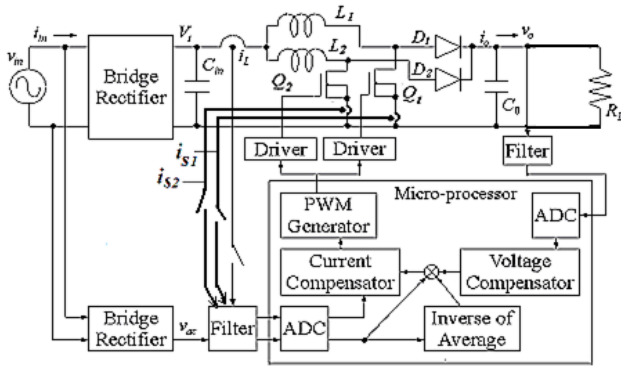 i_in
V_1
L_1
v_in
Bridge
Rectifier
C_in
i_L
L_2
Q_2
D_1
D_2
Q_1
i_o
v_o
C_0
R_L
i_S1
i_S2
Driver
Driver
Filter
Micro-processor
PWM
Generator
ADC
Current
Compensator
Voltage
Compensator
Bridge
Rectifier
v_ac
Filter
ADC
Inverse of
Average